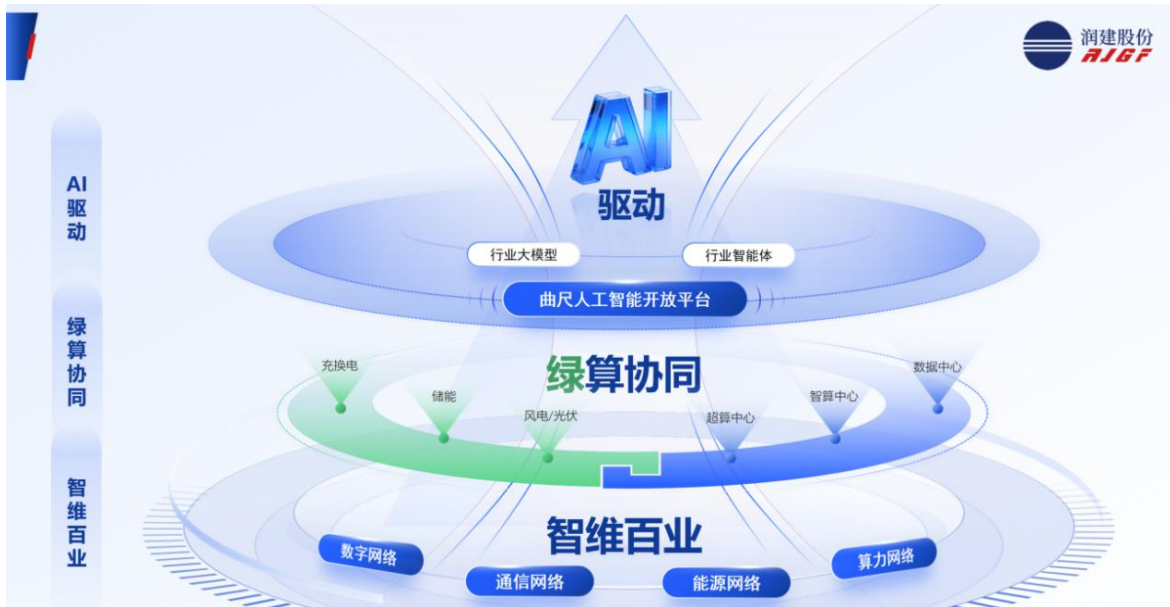 润建股份
RJGF
AI
驱动
绿算协同
智维百业
AI
驱动
行业大模型
行业智能体
曲尺人工智能开放平台
绿算协同
充换电
储能
风电/光伏
超算中心
智算中心
数据中心
智维百业
数字网络
通信网络
能源网络
算力网络